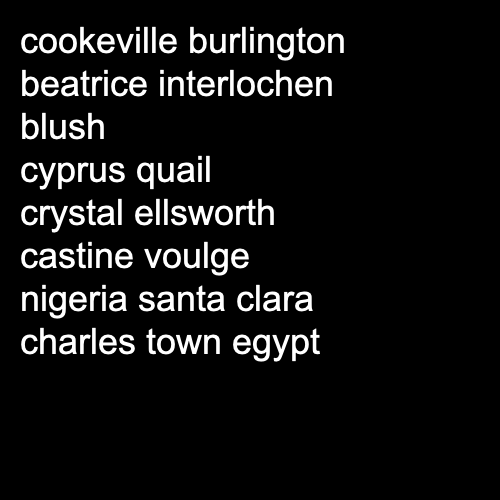 cookeville burlington
beatrice interlochen
blush
cyprus quail
crystal ellsworth
castine voulge
nigeria santa clara
charles town egypt